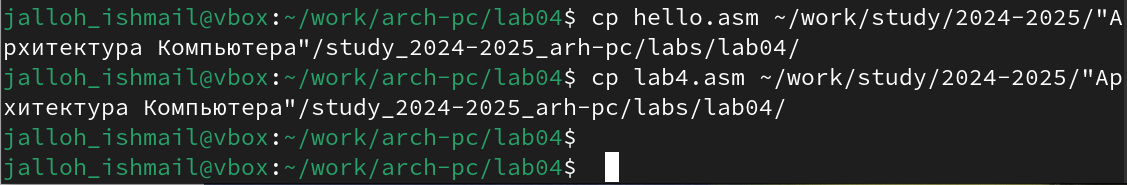 jalloh_ishmail@vbox:~/work/arch-pc/lab04$ cp hello.asm ~/work/study/2024-2025/"А
рхитектура Компьютера"/study_2024-2025_arh-pc/labs/lab04/
jalloh_ishmail@vbox:~/work/arch-pc/lab04$ cp lab4.asm ~/work/study/2024-2025/"Ар
хитектура Компьютера"/study_2024-2025_arh-pc/labs/lab04/
jalloh_ishmail@vbox:~/work/arch-pc/lab04$
jalloh_ishmail@vbox:~/work/arch-pc/lab04$